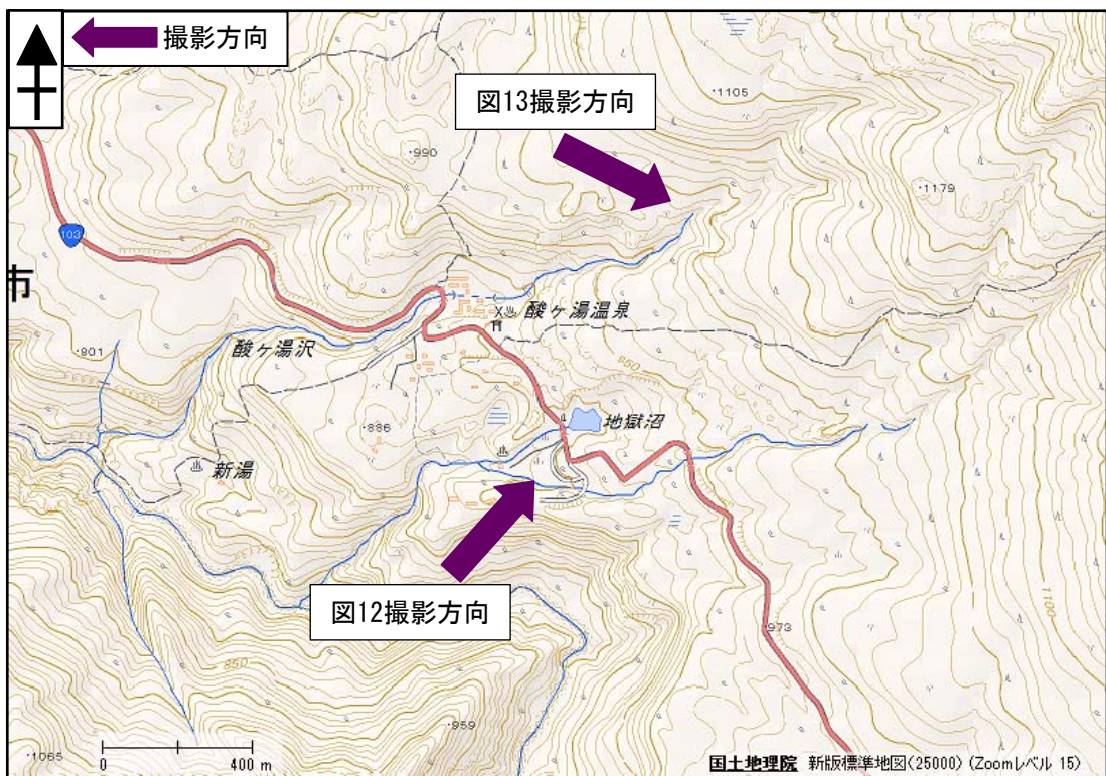 撮影方向
図13撮影方向
・1105
・990
・1179
103
市
酸ヶ湯温泉
酸ヶ湯沢
・801
850
地獄沼
・886
新湯
1100
図12撮影方向
973
850
・959
・1065
0 400 m
国土地理院 新版標準地図(25000) (Zoomレベル 15)